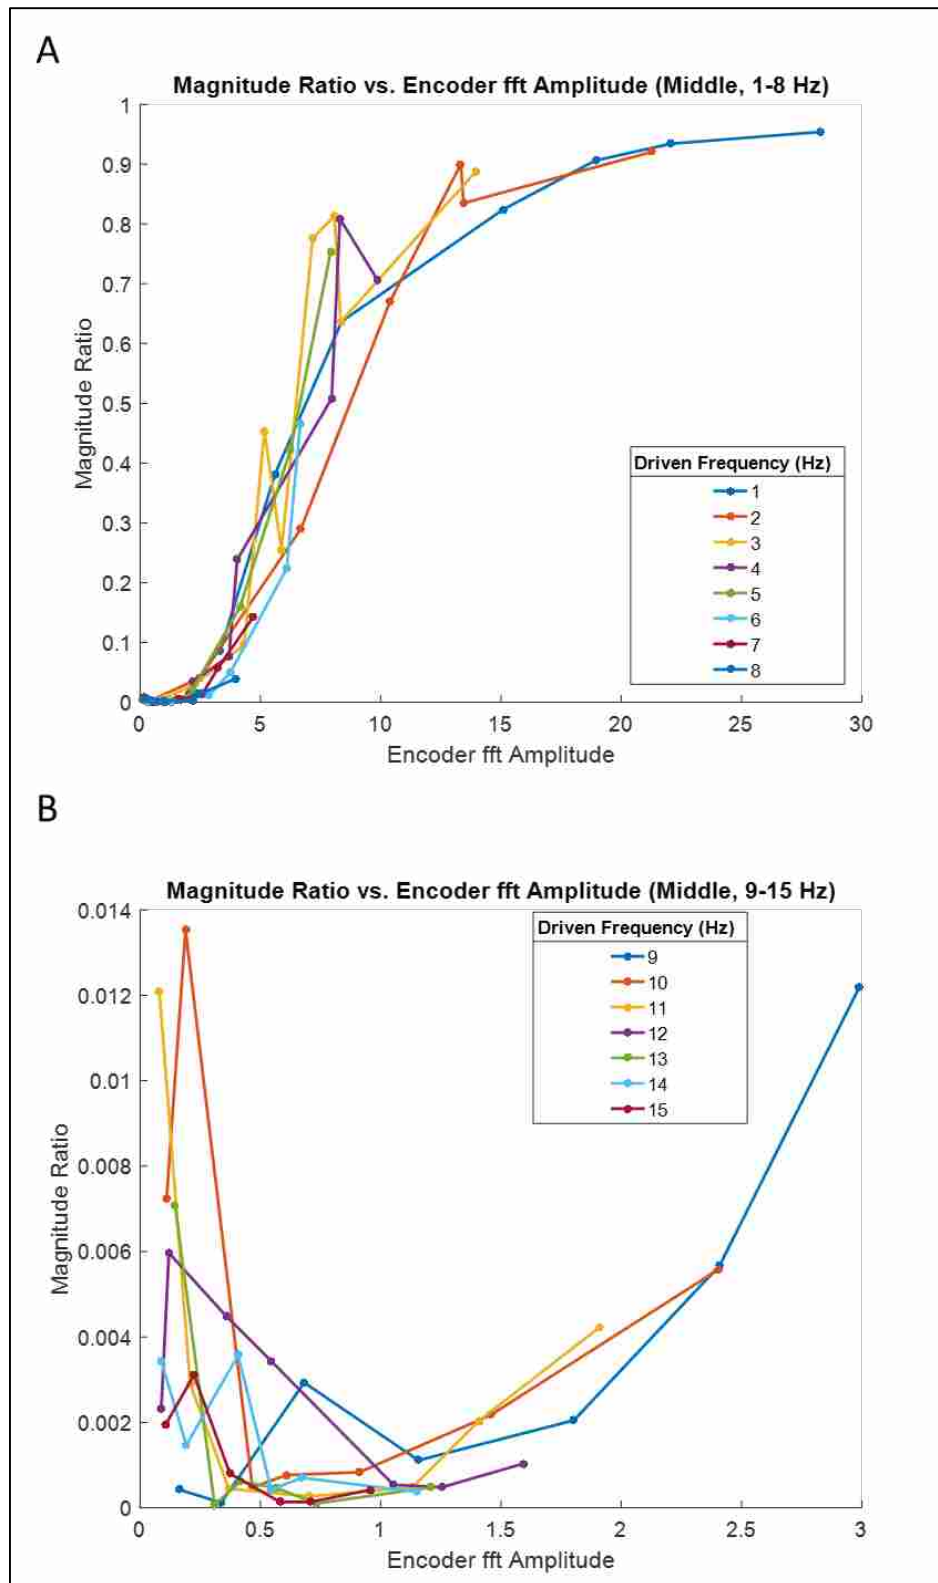 A
Magnitude Ratio vs. Encoder fft Amplitude (Middle, 1-8 Hz)
1
0.9
0.8
0.7
0.6
0.5
0.4
0.3
0.2
0.1
0
Magnitude Ratio
Driven Frequency (Hz)
1
2
3
4
5
6
7
8
0 5 10 15 20 25 30
Encoder fft Amplitude
B
Magnitude Ratio vs. Encoder fft Amplitude (Middle, 9-15 Hz)
0.014
0.012
0.01
0.008
0.006
0.004
0.002
0
Magnitude Ratio
Driven Frequency (Hz)
9
10
11
12
13
14
15
0 0.5 1 1.5 2 2.5 3
Encoder fft Amplitude